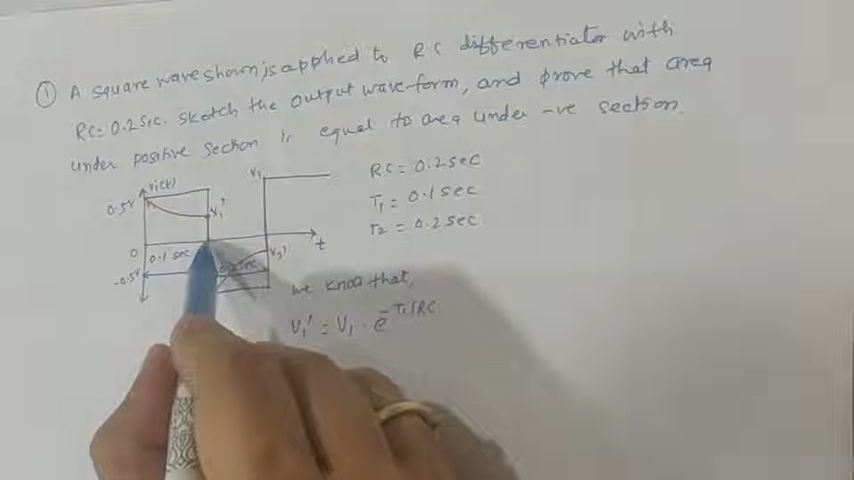 ① A square wave shown is applied to RC differentiator with
RC= 0.2 Sec. Sketch the output wave-form, and prove that area
under positive section is equal to area under -ve section.
Vi(t)
V1
0.5V
V1'
RC = 0.2 sec
T1 = 0.1 sec
T2 = 0.2 sec
0
0.1 sec
t
V2'
-0.5V
we know that,
V1' = V1 . e^-T1/RC